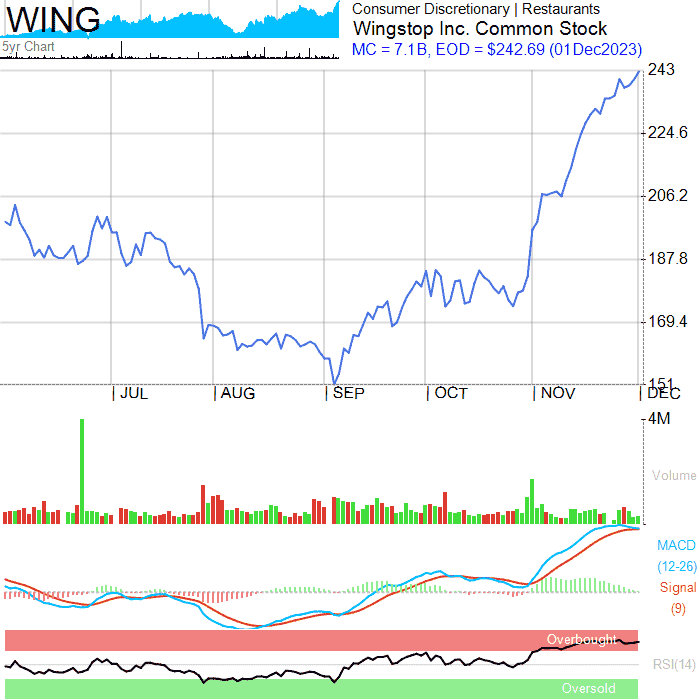 WING
5yr Chart
Consumer Discretionary | Restaurants
Wingstop Inc. Common Stock
MC = 7.1B, EOD = $242.69 (01Dec2023)
243
224.6
206.2
187.8
169.4
151
| JUL | AUG | SEP | OCT | NOV | DEC
4M
Volume
MACD
(12-26)
Signal
(9)
Overbought
RSI(14)
Oversold